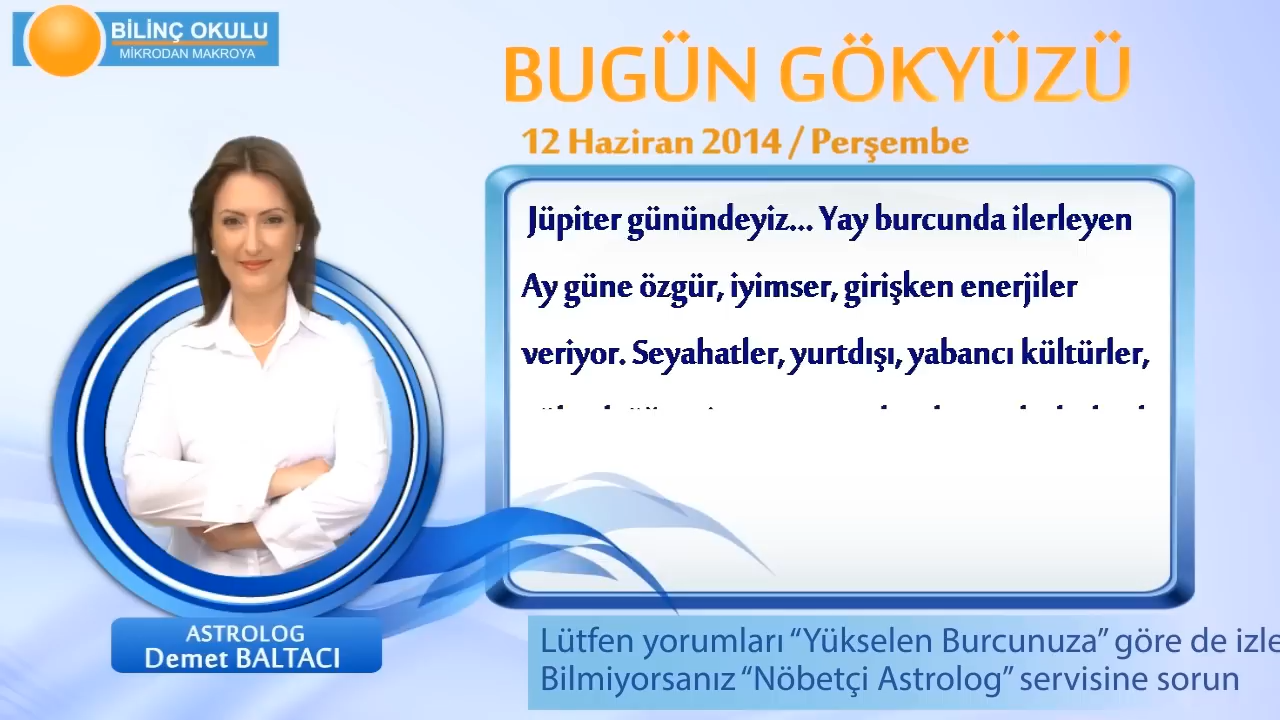 BİLİNÇ OKULU
MİKRODAN MAKROYA
BUGÜN GÖKYÜZÜ
12 Haziran 2014 / Perşembe
Jüpiter günündeyiz... Yay burcunda ilerleyen
Ay güne özgür, iyimser, girişken enerjiler
veriyor. Seyahatler, yurtdışı, yabancı kültürler,
ASTROLOG
Demet BALTACI
Lütfen yorumları “Yükselen Burcunuza” göre de izle
Bilmiyorsanız “Nöbetçi Astrolog” servisine sorun